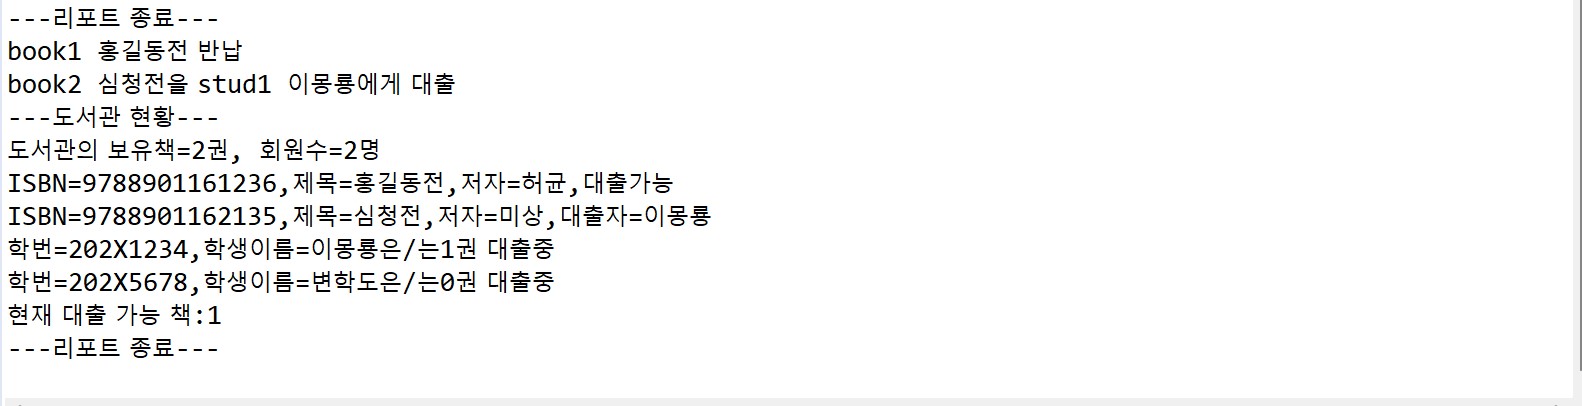 ---리포트 종료---
book1 홍길동전 반납
book2 심청전을 stud1 이몽룡에게 대출
---도서관 현황---
도서관의 보유책=2권, 회원수=2명
ISBN=9788901161236,제목=홍길동전,저자=허균,대출가능
ISBN=9788901162135,제목=심청전,저자=미상,대출자=이몽룡
학번=202X1234,학생이름=이몽룡은/는1권 대출중
학번=202X5678,학생이름=변학도은/는0권 대출중
현재 대출 가능 책:1
---리포트 종료---